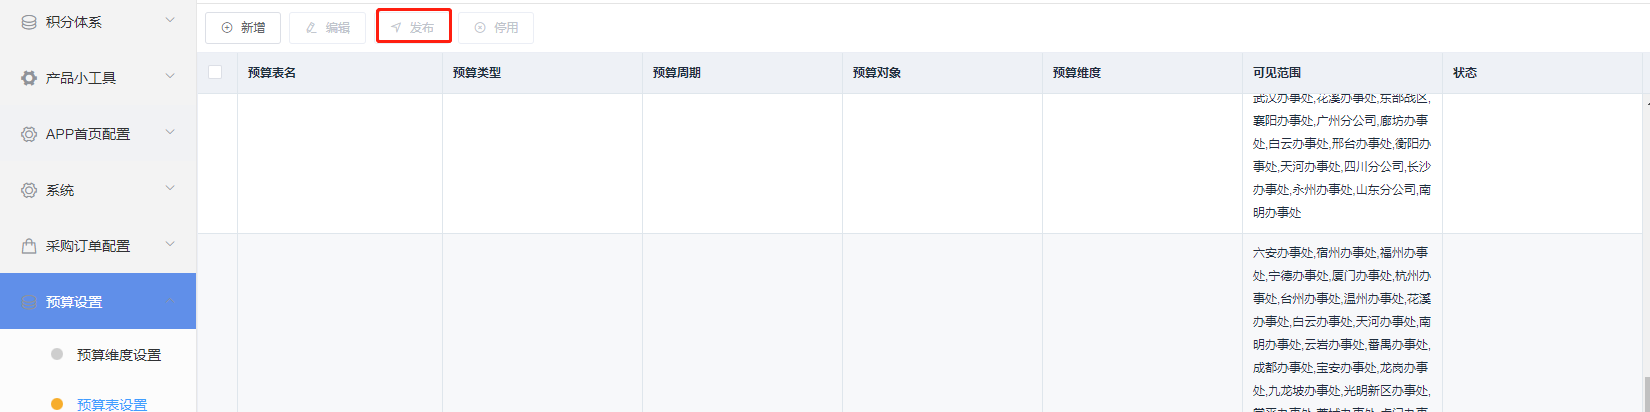 积分体系
产品小工具
APP首页配置
系统
采购订单配置
预算设置
预算维度设置
预算表设置
新增 编辑 发布 停用
预算表名 预算类型 预算周期 预算对象 预算维度 可见范围 状态
武汉办事处,花溪办事处,东部战区,
襄阳办事处,广州分公司,廊坊办事
处,白云办事处,邢台办事处,衡阳办
事处,天河办事处,四川分公司,长沙
办事处,永州办事处,山东分公司,南
明办事处
六安办事处,宿州办事处,福州办事
处,宁德办事处,厦门办事处,杭州办
事处,台州办事处,温州办事处,花溪
办事处,白云办事处,天河办事处,南
明办事处,云岩办事处,番禺办事处,
成都办事处,宝安办事处,龙岗办事
处,九龙坡办事处,光明新区办事处,